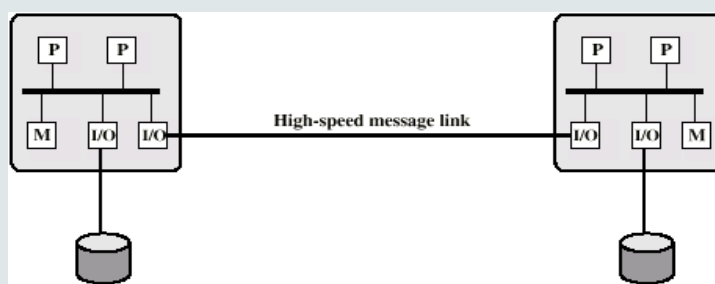 P P P P
High-speed message link
M I/O I/O I/O I/O M